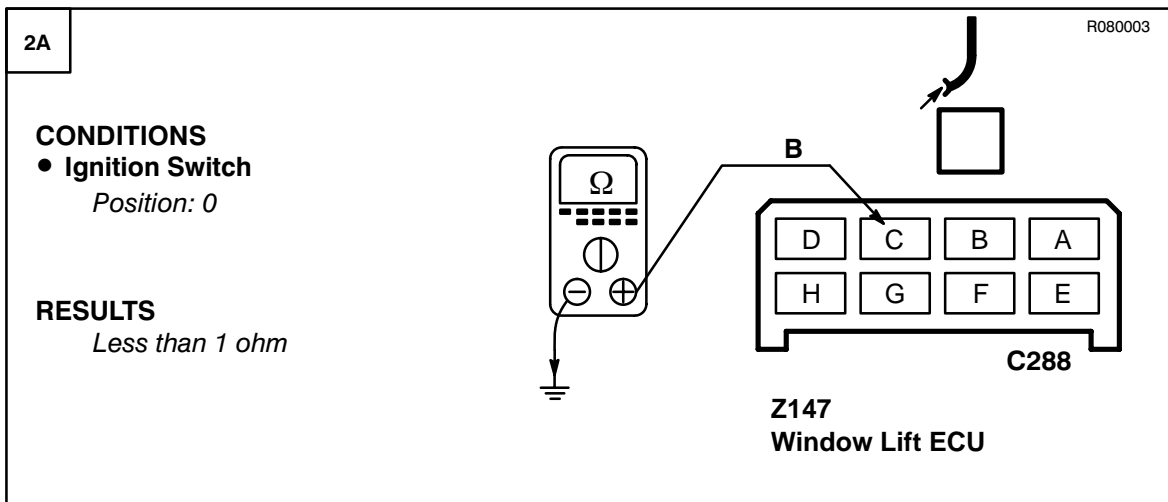 2A
R080003
CONDITIONS
● Ignition Switch
Position: 0
RESULTS
Less than 1 ohm
Ω
B
D C B A
H G F E
C288
Z147
Window Lift ECU